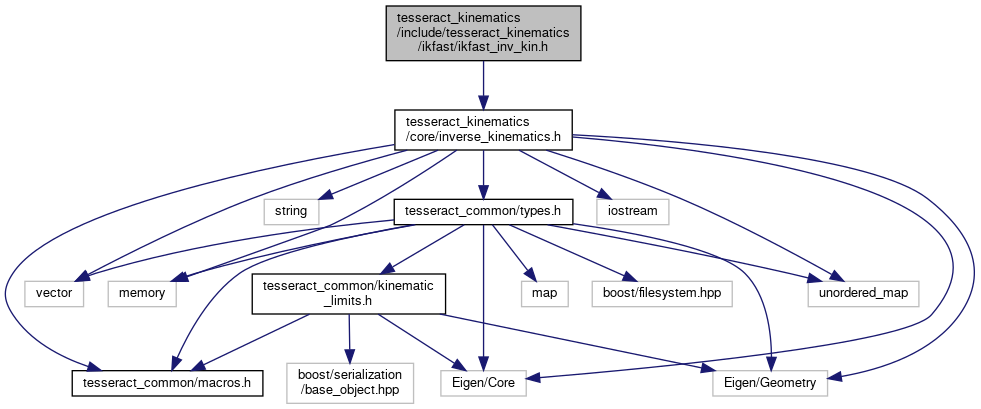 tesseract_kinematics
/include/tesseract_kinematics
/ikfast/ikfast_inv_kin.h
tesseract_kinematics
/core/inverse_kinematics.h
string
tesseract_common/types.h
iostream
vector
memory
tesseract_common/kinematic
_limits.h
map
boost/filesystem.hpp
unordered_map
tesseract_common/macros.h
boost/serialization
/base_object.hpp
Eigen/Core
Eigen/Geometry